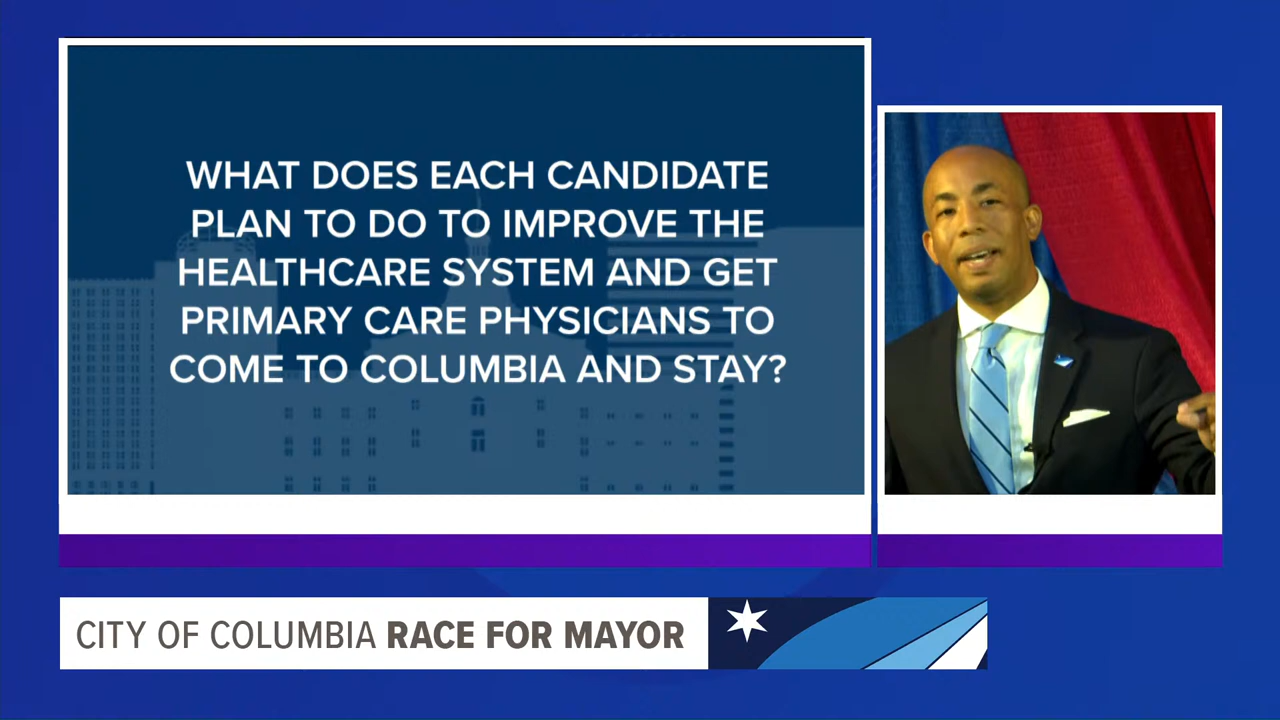 WHAT DOES EACH CANDIDATE
PLAN TO DO TO IMPROVE THE
HEALTHCARE SYSTEM AND GET
PRIMARY CARE PHYSICIANS TO
COME TO COLUMBIA AND STAY?
CITY OF COLUMBIA RACE FOR MAYOR